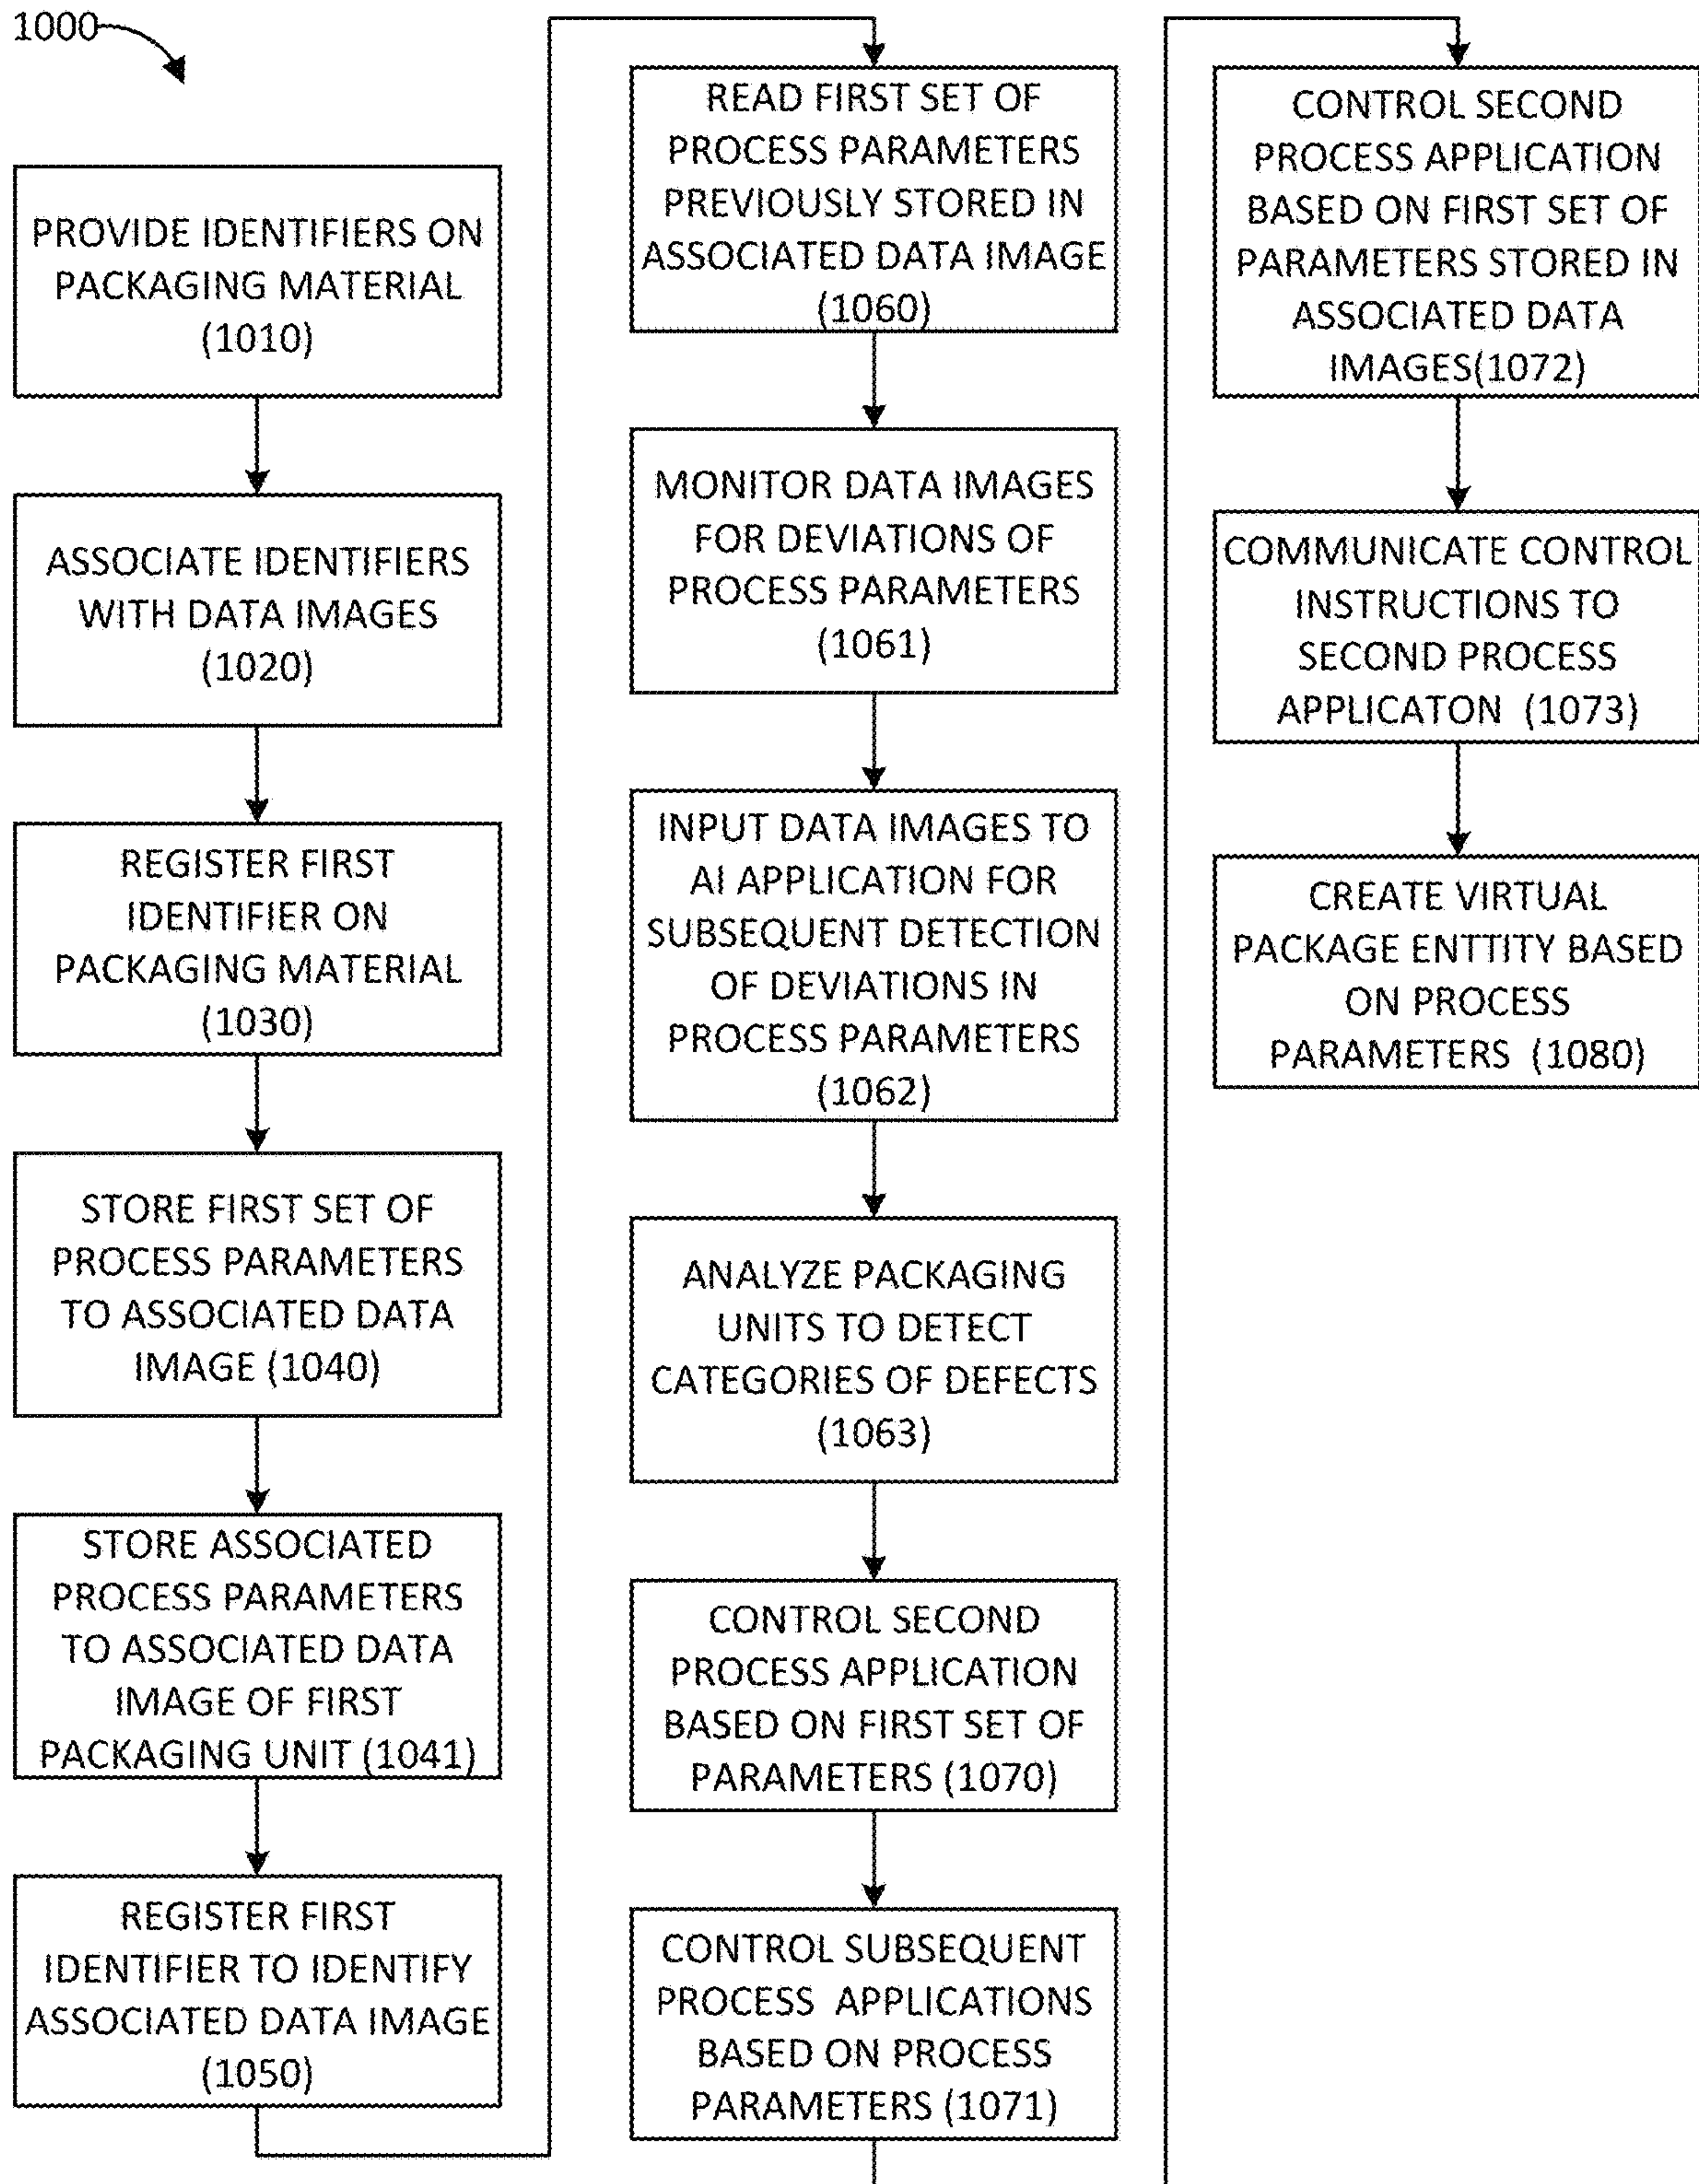 1000
PROVIDE IDENTIFIERS ON
PACKAGING MATERIAL
(1010)
ASSOCIATE IDENTIFIERS
WITH DATA IMAGES
(1020)
REGISTER FIRST
IDENTIFIER ON
PACKAGING MATERIAL
(1030)
STORE FIRST SET OF
PROCESS PARAMETERS
TO ASSOCIATED DATA
IMAGE (1040)
STORE ASSOCIATED
PROCESS PARAMETERS
TO ASSOCIATED DATA
IMAGE OF FIRST
PACKAGING UNIT (1041)
REGISTER FIRST
IDENTIFIER TO IDENTIFY
ASSOCIATED DATA IMAGE
(1050)
READ FIRST SET OF
PROCESS PARAMETERS
PREVIOUSLY STORED IN
ASSOCIATED DATA IMAGE
(1060)
MONITOR DATA IMAGES
FOR DEVIATIONS OF
PROCESS PARAMETERS
(1061)
INPUT DATA IMAGES TO
AI APPLICATION FOR
SUBSEQUENT DETECTION
OF DEVIATIONS IN
PROCESS PARAMETERS
(1062)
ANALYZE PACKAGING
UNITS TO DETECT
CATEGORIES OF DEFECTS
(1063)
CONTROL SECOND
PROCESS APPLICATION
BASED ON FIRST SET OF
PARAMETERS (1070)
CONTROL SUBSEQUENT
PROCESS APPLICATIONS
BASED ON PROCESS
PARAMETERS (1071)
CONTROL SECOND
PROCESS APPLICATION
BASED ON FIRST SET OF
PARAMETERS STORED IN
ASSOCIATED DATA
IMAGES(1072)
COMMUNICATE CONTROL
INSTRUCTIONS TO
SECOND PROCESS
APPLICATON (1073)
CREATE VIRTUAL
PACKAGE ENTTITY BASED
ON PROCESS
PARAMETERS (1080)